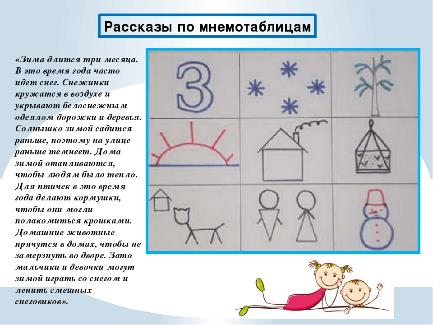 Рассказы по мнемотаблицам
«Зима длится три месяца.
В это время года часто
идет снег. Снежинки
кружатся в воздухе и
укрывают белоснежным
одеялом дорожки и деревья.
Солнышко зимой садится
раньше, поэтому на улице
раньше темнеет. Дома
зимой отапливаются,
чтобы людям было тепло.
Для птичек в это время
года делают кормушки,
чтобы они могли
полакомиться крошками.
Домашние животные
прячутся в домах, чтобы не
замерзнуть во дворе. Зато
мальчики и девочки могут
зимой играть со снегом и
лепить смешных
снеговиков».
3